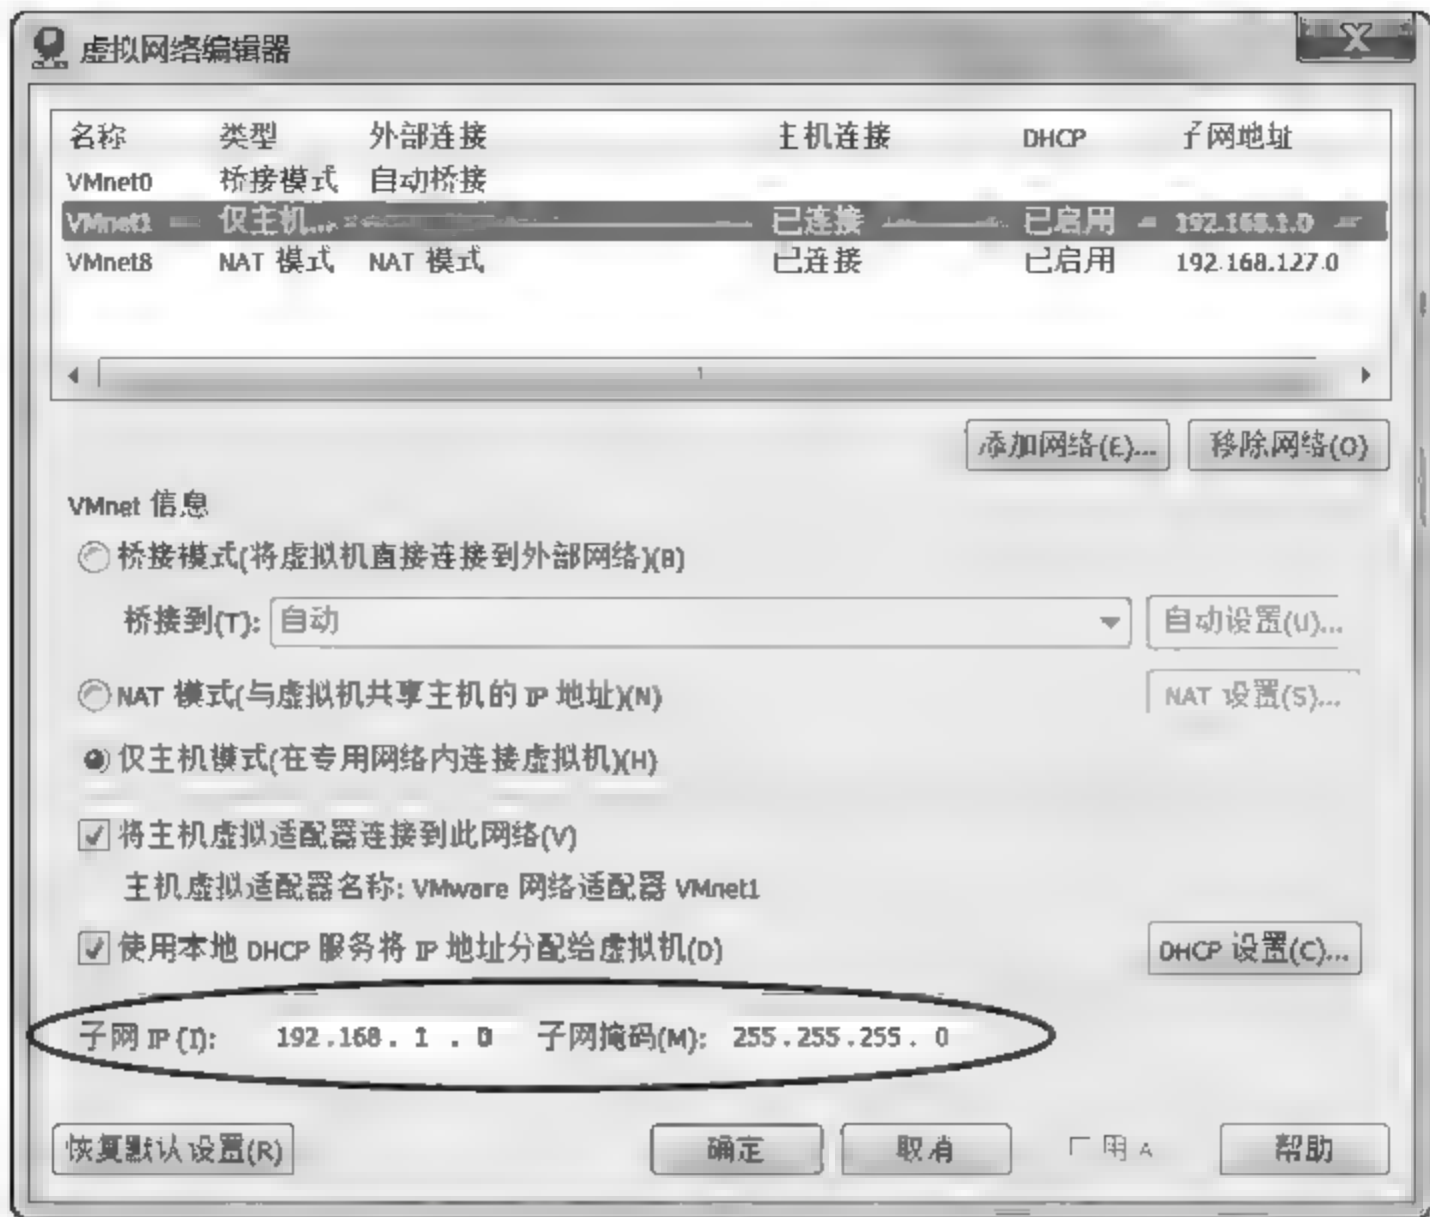 虚拟网络编辑器
名称 类型 外部连接 主机连接 DHCP 子网地址
VMnet0 桥接模式 自动桥接
VMnet1 仅主机... 已连接 已启用 192.168.1.0
VMnet8 NAT 模式 NAT 模式 已连接 已启用 192.168.127.0
添加网络(E)... 移除网络(O)
VMnet 信息
桥接模式(将虚拟机直接连接到外部网络)(B)
桥接到(T): 自动 自动设置(U)...
NAT 模式(与虚拟机共享主机的 IP 地址)(N) NAT 设置(S)...
仅主机模式(在专用网络内连接虚拟机)(H)
将主机虚拟适配器连接到此网络(V)
主机虚拟适配器名称: VMware 网络适配器 VMnet1
使用本地 DHCP 服务将 IP 地址分配给虚拟机(D) DHCP 设置(C)...
子网 IP (I): 192.168. 1 . 0 子网掩码(M): 255.255.255. 0
恢复默认设置(R) 确定 取消 帮助